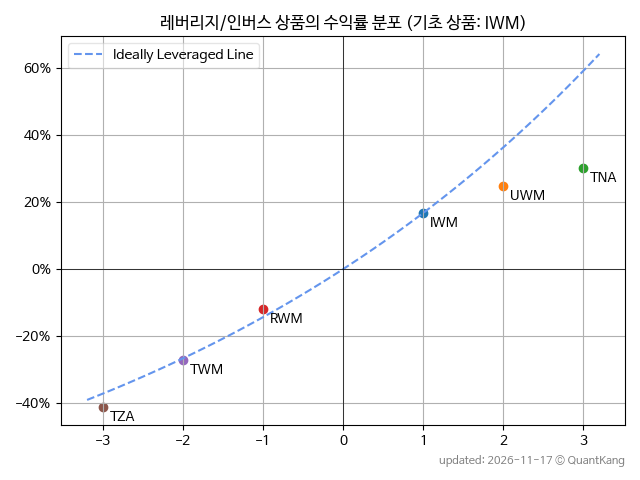 레버리지/인버스 상품의 수익률 분포 (기초 상품: IWM)
Ideally Leveraged Line
60%
40%
20%
0%
−20%
−40%
TNA
UWM
IWM
RWM
TWM
TZA
−3 −2 −1 0 1 2 3
updated: 2026-11-17 © QuantKang